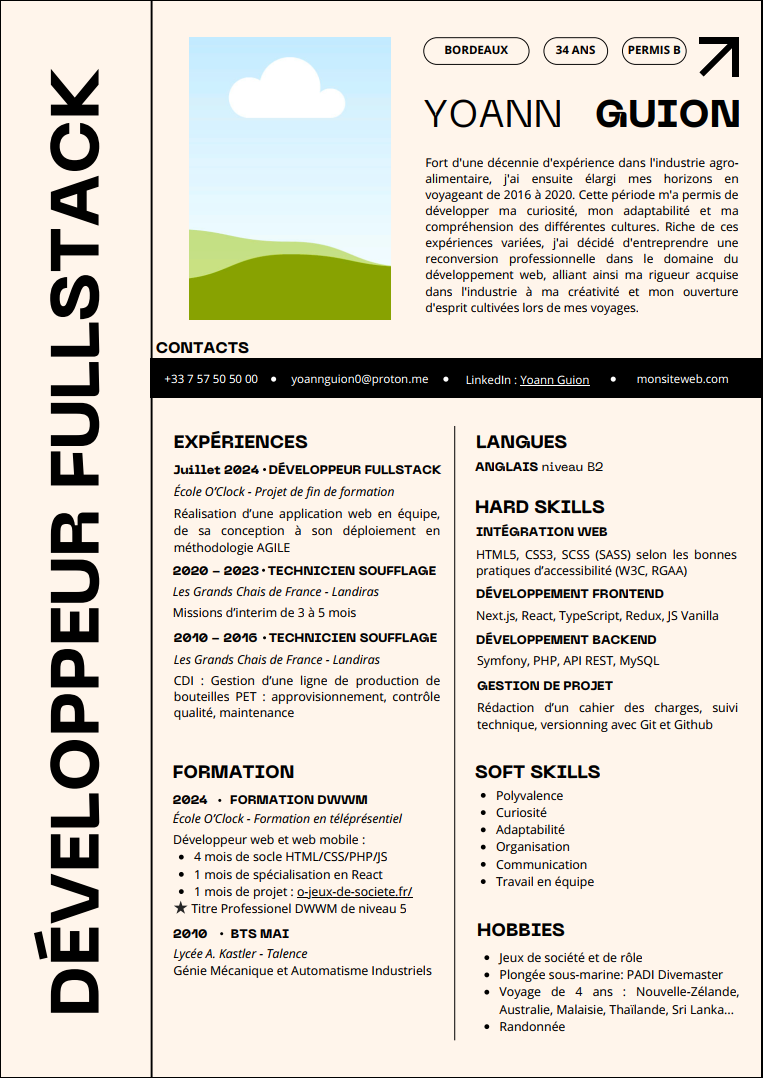 DÉVELOPPEUR FULLSTACK
BORDEAUX
34 ANS
PERMIS B
YOANN GUION
Fort d'une décennie d'expérience dans l'industrie agro-
alimentaire, j'ai ensuite élargi mes horizons en
voyageant de 2016 à 2020. Cette période m'a permis de
développer ma curiosité, mon adaptabilité et ma
compréhension des différentes cultures. Riche de ces
expériences variées, j'ai décidé d'entreprendre une
reconversion professionnelle dans le domaine du
développement web, alliant ainsi ma rigueur acquise
dans l'industrie à ma créativité et mon ouverture
d'esprit cultivées lors de mes voyages.
CONTACTS
+33 7 57 50 50 00 • yoannguion0@proton.me • LinkedIn : Yoann Guion • monsiteweb.com
EXPÉRIENCES
Juillet 2024 • DÉVELOPPEUR FULLSTACK
École O’Clock - Projet de fin de formation
Réalisation d’une application web en équipe,
de sa conception à son déploiement en
méthodologie AGILE
2020 – 2023 • TECHNICIEN SOUFFLAGE
Les Grands Chais de France - Landiras
Missions d’interim de 3 à 5 mois
2010 – 2016 • TECHNICIEN SOUFFLAGE
Les Grands Chais de France - Landiras
CDI : Gestion d’une ligne de production de
bouteilles PET : approvisionnement, contrôle
qualité, maintenance
FORMATION
2024 • FORMATION DWWM
École O’Clock - Formation en téléprésentiel
Développeur web et web mobile :
• 4 mois de socle HTML/CSS/PHP/JS
• 1 mois de spécialisation en React
• 1 mois de projet : o-jeux-de-societe.fr/
★ Titre Professionel DWWM de niveau 5
2010 • BTS MAI
Lycée A. Kastler - Talence
Génie Mécanique et Automatisme Industriels
LANGUES
ANGLAIS niveau B2
HARD SKILLS
INTÉGRATION WEB
HTML5, CSS3, SCSS (SASS) selon les bonnes
pratiques d’accessibilité (W3C, RGAA)
DÉVELOPPEMENT FRONTEND
Next.js, React, TypeScript, Redux, JS Vanilla
DÉVELOPPEMENT BACKEND
Symfony, PHP, API REST, MySQL
GESTION DE PROJET
Rédaction d’un cahier des charges, suivi
technique, versionning avec Git et Github
SOFT SKILLS
• Polyvalence
• Curiosité
• Adaptabilité
• Organisation
• Communication
• Travail en équipe
HOBBIES
• Jeux de société et de rôle
• Plongée sous-marine: PADI Divemaster
• Voyage de 4 ans : Nouvelle-Zélande,
Australie, Malaisie, Thaïlande, Sri Lanka...
• Randonnée